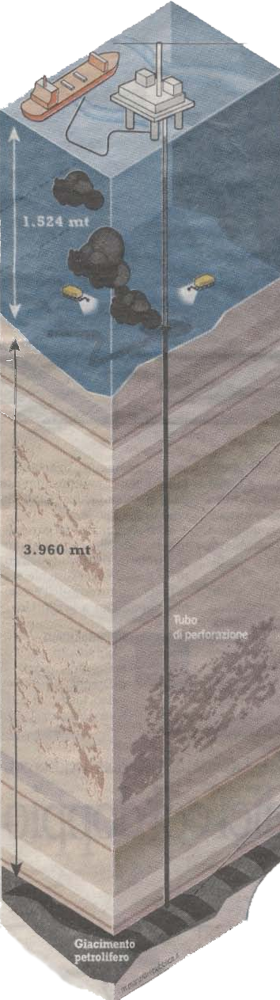 1.524 mt
3.960 mt
Tubo
di perforazione
Giacimento
petrolifero